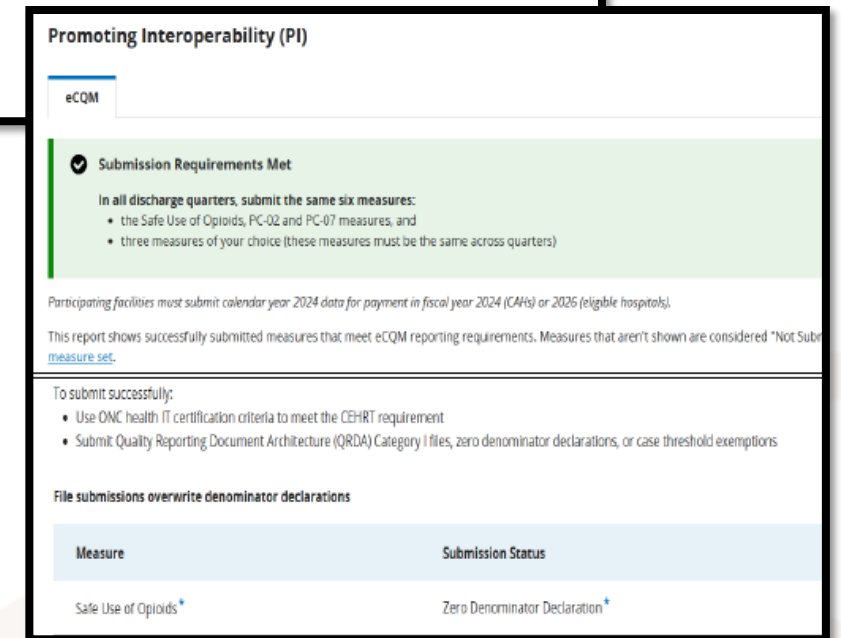 Promoting Interoperability (PI)
eCQM
Submission Requirements Met
In all discharge quarters, submit the same six measures:
• the Safe Use of Opioids, PC-02 and PC-07 measures, and
• three measures of your choice (these measures must be the same across quarters)
Participating facilities must submit calendar year 2024 data for payment in fiscal year 2024 (CAHs) or 2026 (eligible hospitals).
This report shows successfully submitted measures that meet eCQM reporting requirements. Measures that aren't shown are considered "Not Subr
measure set.
To submit successfully:
• Use ONC health IT certification criteria to meet the CEHRT requirement
• Submit Quality Reporting Document Architecture (QRDA) Category I files, zero denominator declarations, or case threshold exemptions
File submissions overwrite denominator declarations
Measure Submission Status
Safe Use of Opioids* Zero Denominator Declaration*